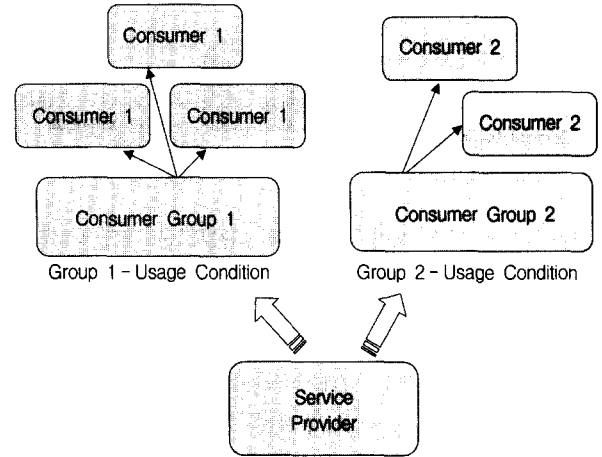 Consumer 1
Consumer 2
Consumer 1
Consumer 1
Consumer 2
Consumer Group 1
Consumer Group 2
Group 1 - Usage Condition
Group 2 - Usage Condition
Service
Provider